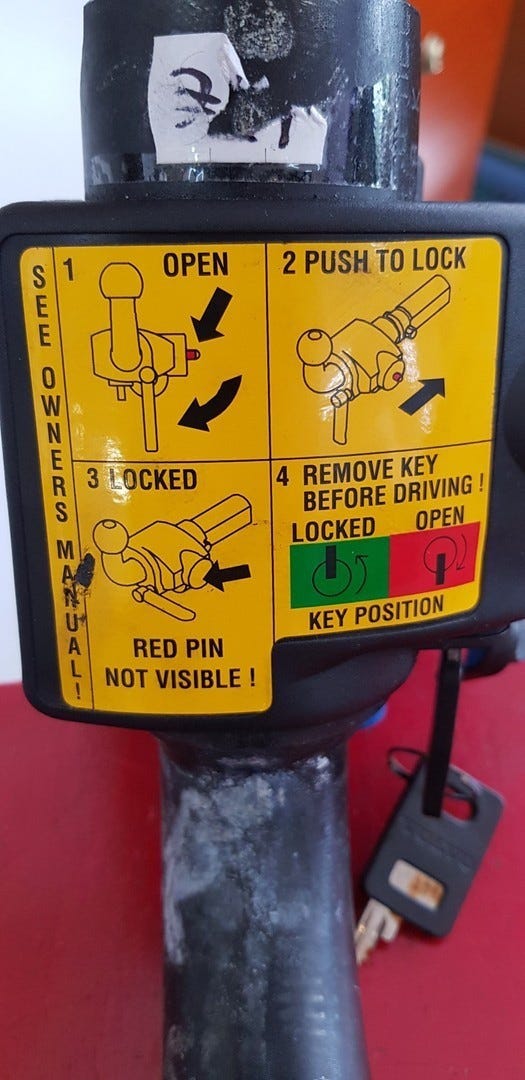 SEE OWNERS MANUAL!
1 OPEN
2 PUSH TO LOCK
3 LOCKED
RED PIN
NOT VISIBLE !
4 REMOVE KEY
BEFORE DRIVING !
LOCKED OPEN
KEY POSITION